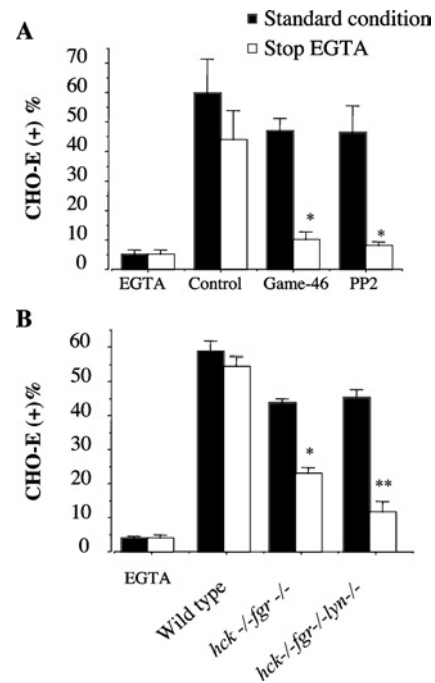 ■ Standard condition
□ Stop EGTA
A
CHO-E (+) %
70
60
50
40
30
20
10
0
EGTA Control Game-46 PP2
*
*
B
CHO-E (+)%
60
50
40
30
20
10
0
*
**
EGTA
Wild type
hck -/-fgr -/-
hck-/-fgr-/-lyn-/-